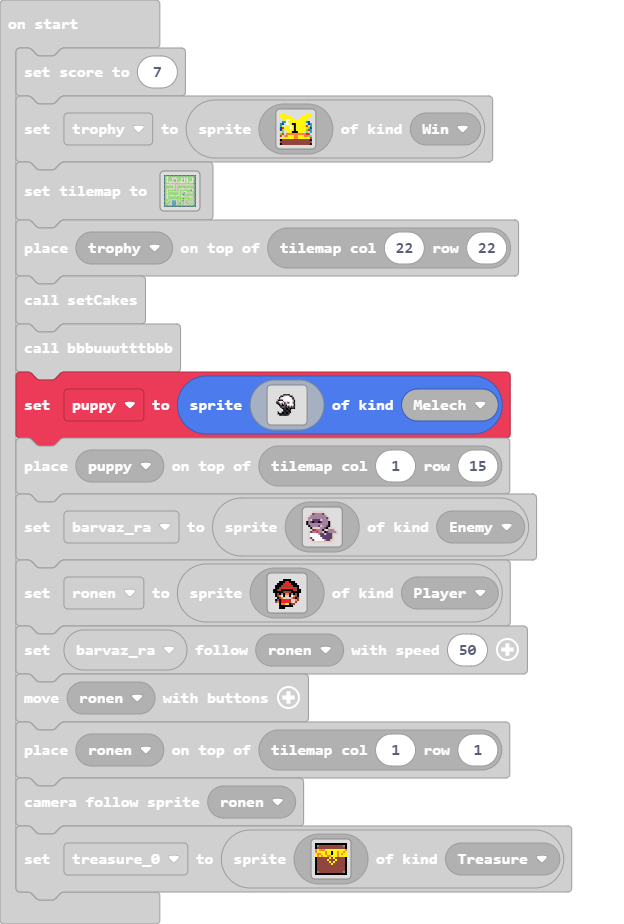 on start
set score to 7
set trophy to sprite 1 of kind Win
set tilemap to
place trophy on top of tilemap col 22 row 22
call setCakes
call bbbuuutttbbb
set puppy to sprite of kind Melech
place puppy on top of tilemap col 1 row 15
set barvaz_ra to sprite of kind Enemy
set ronen to sprite of kind Player
set barvaz_ra follow ronen with speed 50
move ronen with buttons
place ronen on top of tilemap col 1 row 1
camera follow sprite ronen
set treasure_0 to sprite of kind Treasure